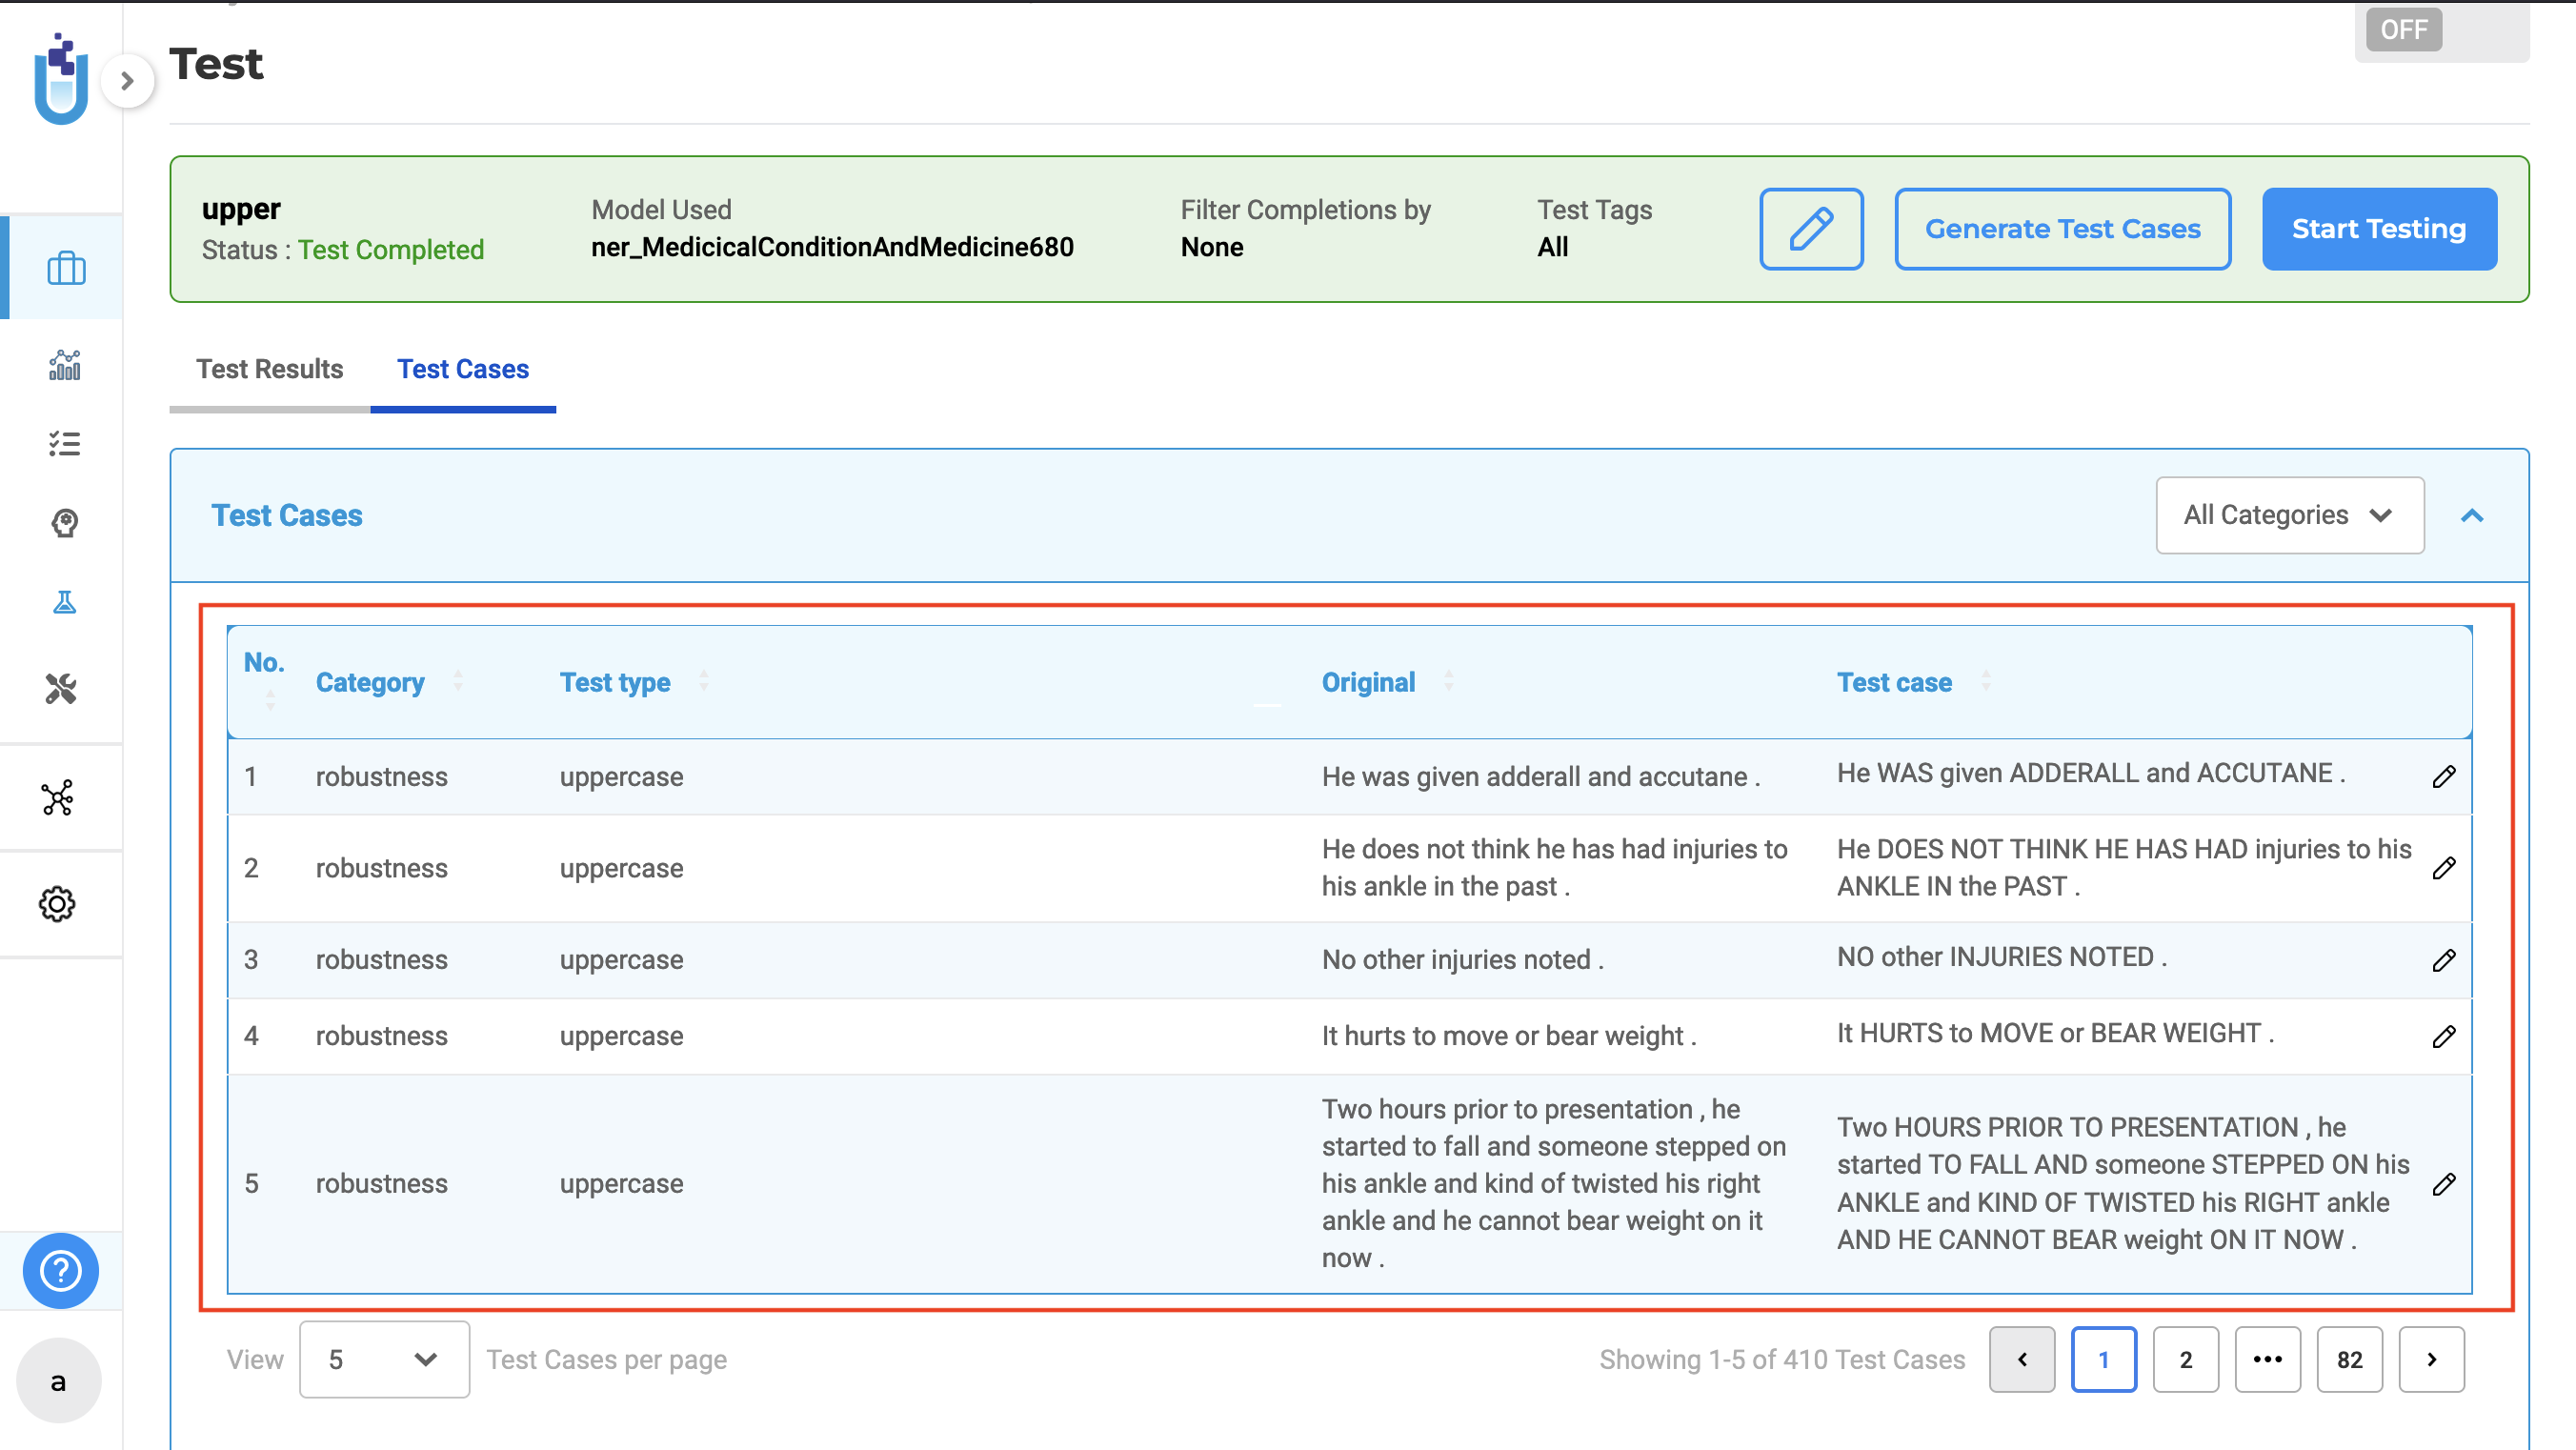 OFF
Test
upper
Status : Test Completed
Model Used
ner_MedicicalConditionAndMedicine680
Filter Completions by
None
Test Tags
All
Generate Test Cases
Start Testing
Test Results
Test Cases
Test Cases
All Categories
No.
Category
Test type
Original
Test case
1
robustness
uppercase
He was given adderall and accutane .
He WAS given ADDERALL and ACCUTANE .
2
robustness
uppercase
He does not think he has had injuries to
his ankle in the past .
He DOES NOT THINK HE HAS HAD injuries to his
ANKLE IN the PAST .
3
robustness
uppercase
No other injuries noted .
NO other INJURIES NOTED .
4
robustness
uppercase
It hurts to move or bear weight .
It HURTS to MOVE or BEAR WEIGHT .
5
robustness
uppercase
Two hours prior to presentation , he
started to fall and someone stepped on
his ankle and kind of twisted his right
ankle and he cannot bear weight on it
now .
Two HOURS PRIOR TO PRESENTATION , he
started TO FALL AND someone STEPPED ON his
ANKLE and KIND OF TWISTED his RIGHT ankle
AND HE CANNOT BEAR weight ON IT NOW .
View
5
Test Cases per page
Showing 1-5 of 410 Test Cases
1
2
•••
82
?
a